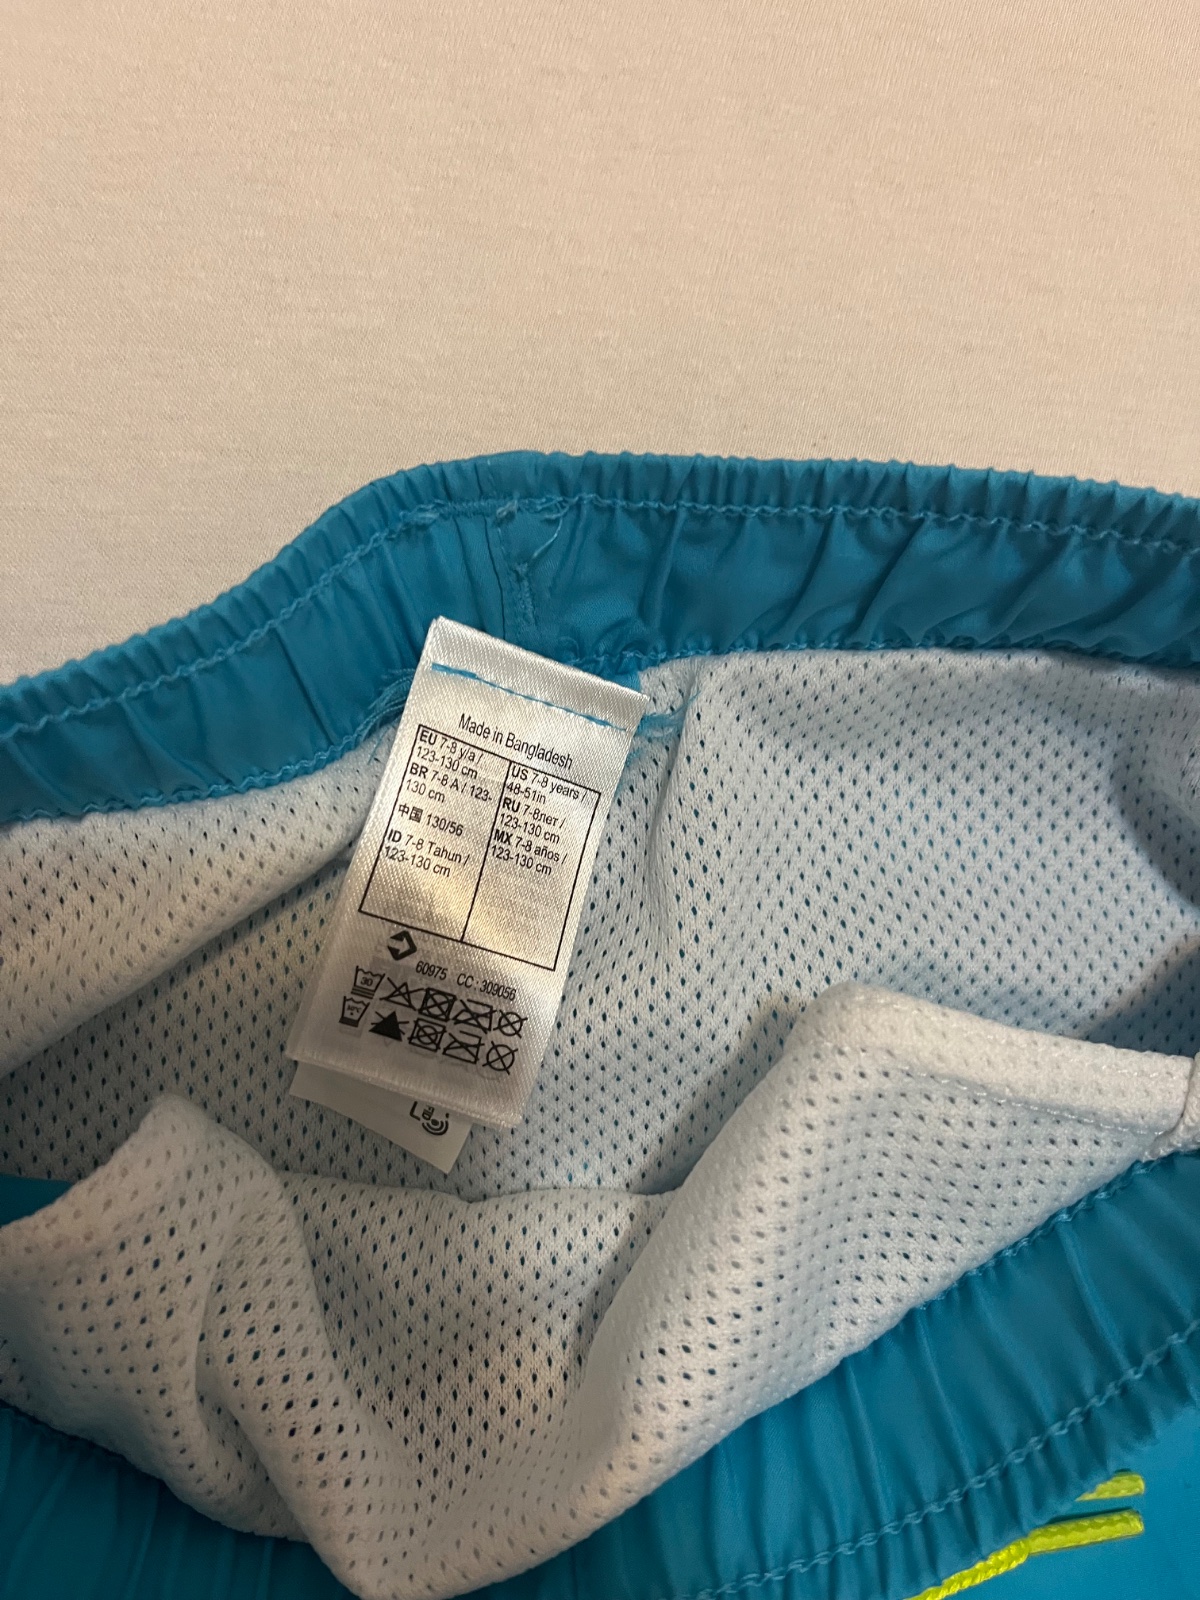 Made in Bangladesh
EU 7-8 y/a /
123-130 cm
BR 7-8 A / 123-
130 cm
中国 130/56
ID 7-8 Tahun /
123-130 cm
US 7-8 years /
48-51in
RU 7-8лет /
123-130 cm
MX 7-8 años /
123-130 cm
60975 CC : 309056
30